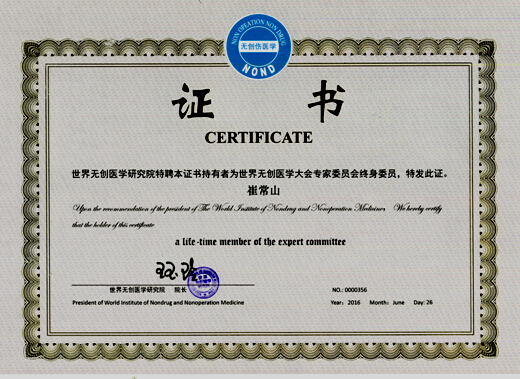 NON OPEATION NON DRUG
无创伤医学
NOND
证 书
CERTIFICATE
世界无创医学研究院特聘本证书持有者为世界无创医学大会专家委员会终身委员，特发此证。
崔常山
Upon the recommendation of the president of The World Institute of Nondrug and Nonoperation Medicines We hereby certify
that the holder of this certificate
a life-time member of the expert committee
世界无创医学研究院 院长
NO.: 0000356
President of World Institute of Nondrug and Nonoperation Medicine
Year: 2016 Month: June Day: 26